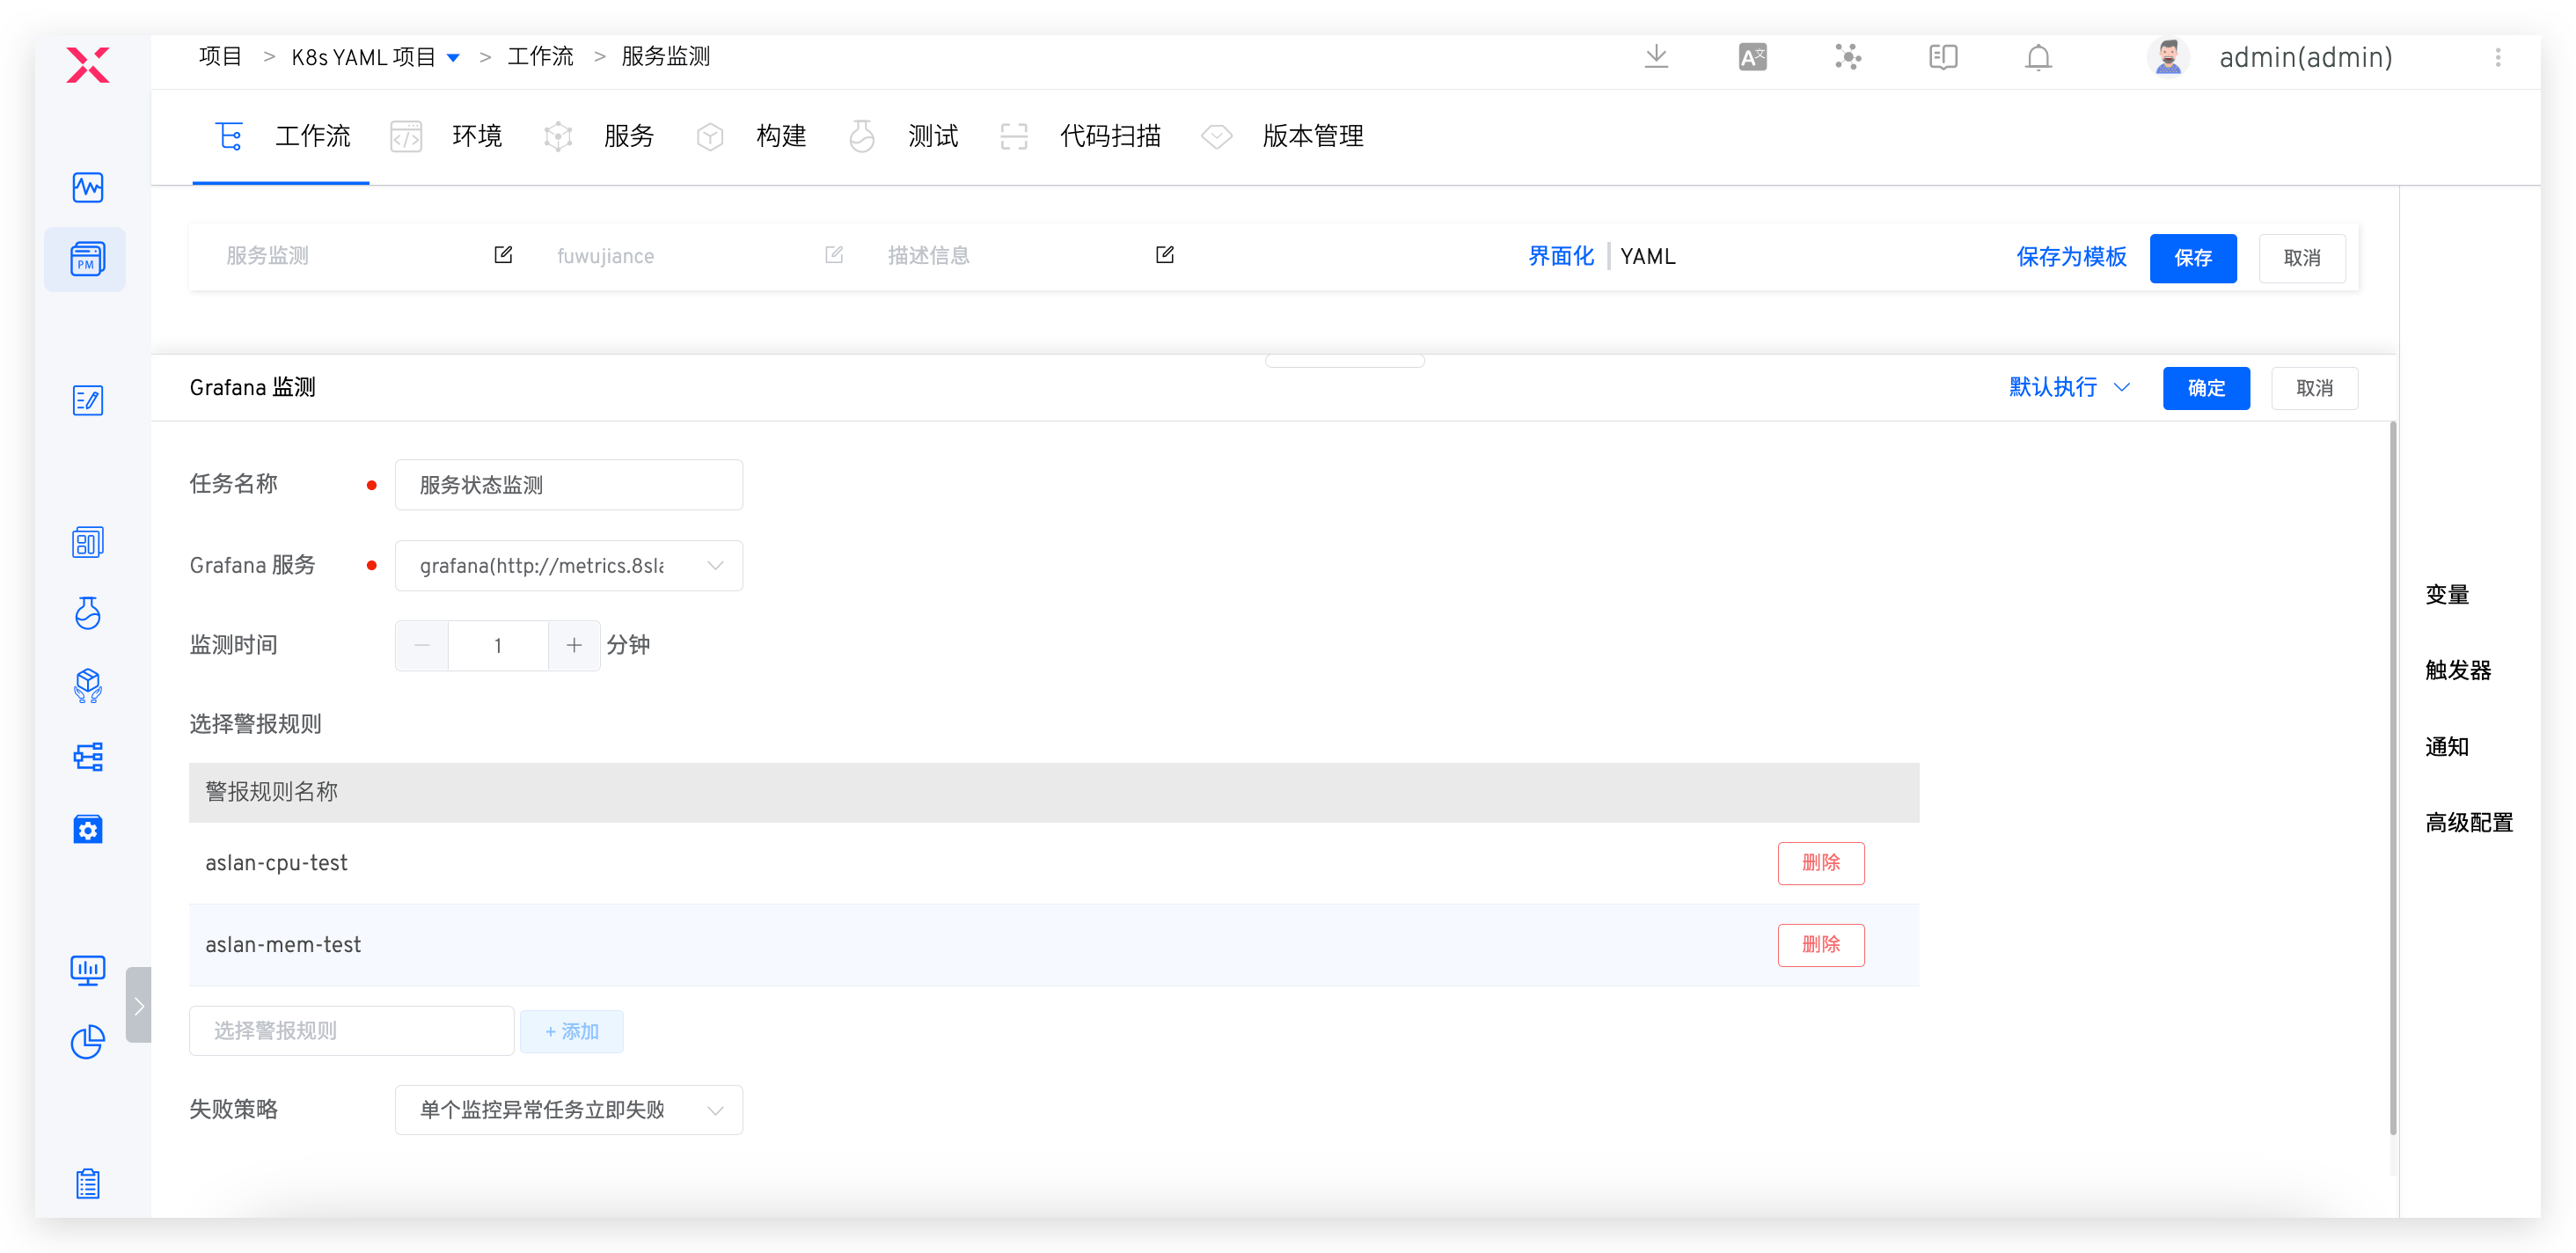 项目 > K8s YAML 项目 > 工作流 > 服务监测
admin(admin)
工作流 环境 服务 构建 测试 代码扫描 版本管理
服务监测 fuwujiance 描述信息 界面化 YAML 保存为模板 保存 取消
Grafana 监测 默认执行 确定 取消
任务名称 服务状态监测
Grafana 服务 grafana(http://metrics.8sla
监测时间 1 分钟
选择警报规则
警报规则名称
aslan-cpu-test 删除
aslan-mem-test 删除
选择警报规则 + 添加
失败策略 单个监控异常任务立即失败
变量
触发器
通知
高级配置
PM